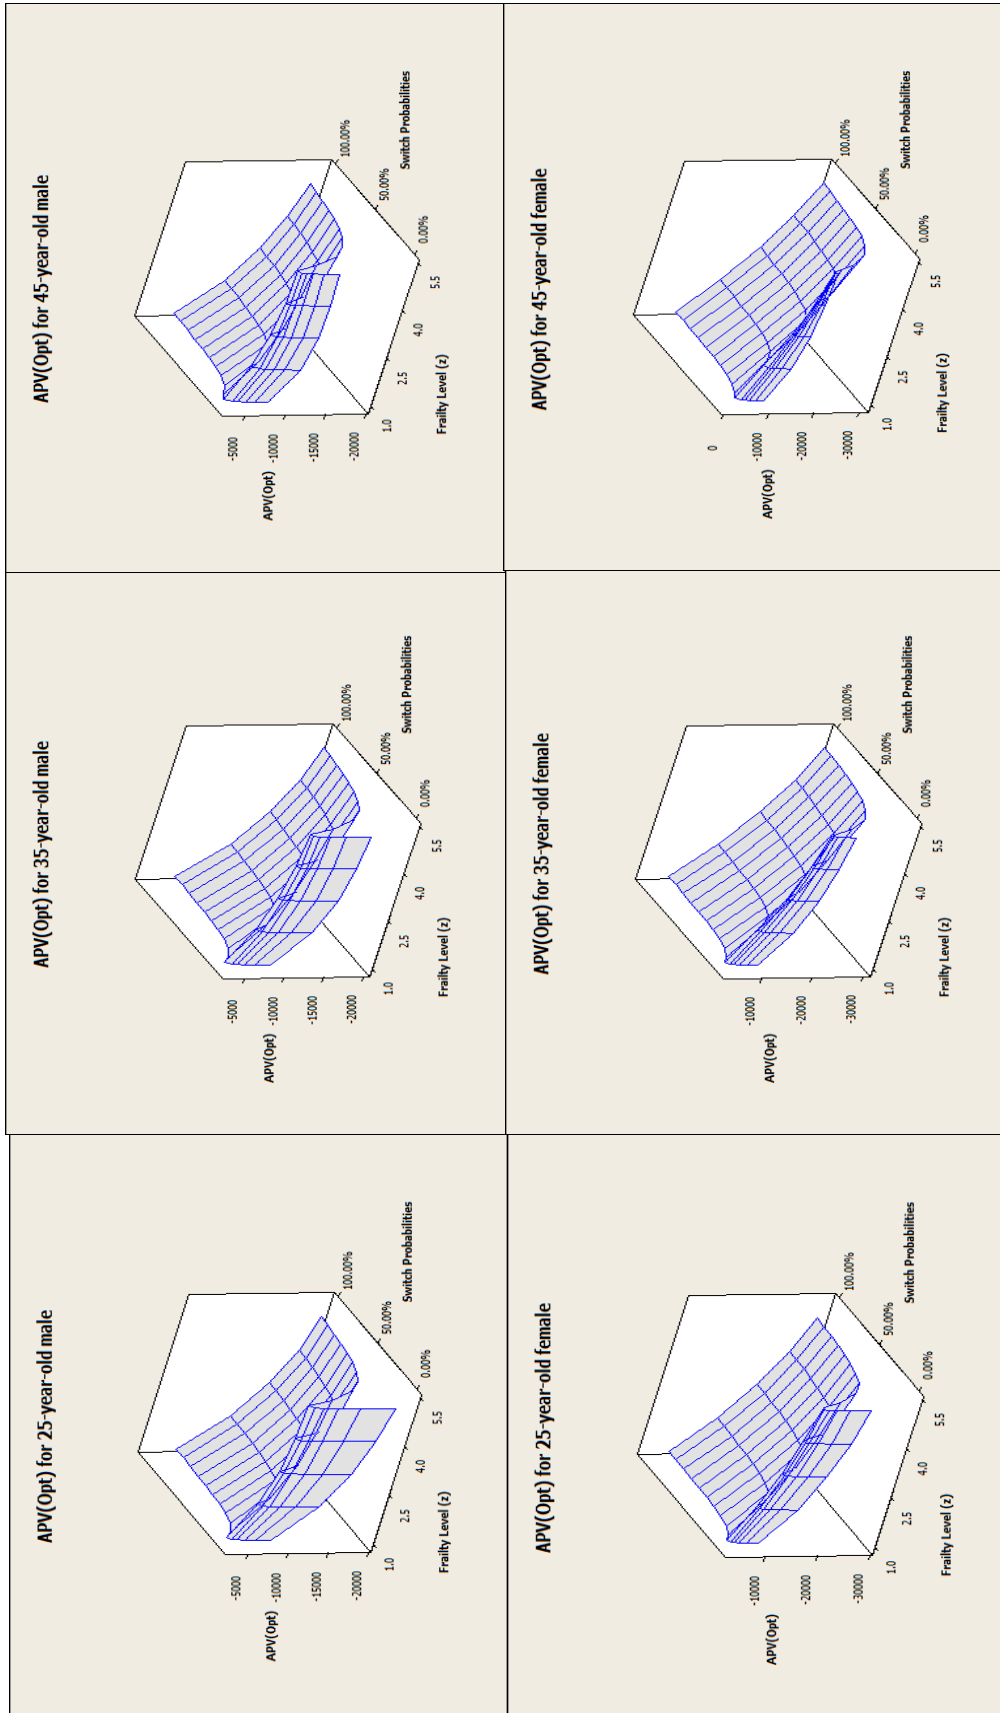 APV(Opt) for 25-year-old male
-5000
-10000
APV(Opt)
-15000
-20000
1.0
2.5
4.0
5.5
Frailty Level (z)
0.00%
50.00%
100.00%
Switch Probabilities
APV(Opt) for 35-year-old male
-5000
-10000
APV(Opt)
-15000
-20000
1.0
2.5
4.0
5.5
Frailty Level (z)
0.00%
50.00%
100.00%
Switch Probabilities
APV(Opt) for 45-year-old male
-5000
-10000
APV(Opt)
-15000
-20000
1.0
2.5
4.0
5.5
Frailty Level (z)
0.00%
50.00%
100.00%
Switch Probabilities
APV(Opt) for 25-year-old female
-10000
APV(Opt)
-20000
-30000
1.0
2.5
4.0
5.5
Frailty Level (z)
0.00%
50.00%
100.00%
Switch Probabilities
APV(Opt) for 35-year-old female
-10000
APV(Opt)
-20000
-30000
1.0
2.5
4.0
5.5
Frailty Level (z)
0.00%
50.00%
100.00%
Switch Probabilities
APV(Opt) for 45-year-old female
0
-10000
APV(Opt)
-20000
-30000
1.0
2.5
4.0
5.5
Frailty Level (z)
0.00%
50.00%
100.00%
Switch Probabilities